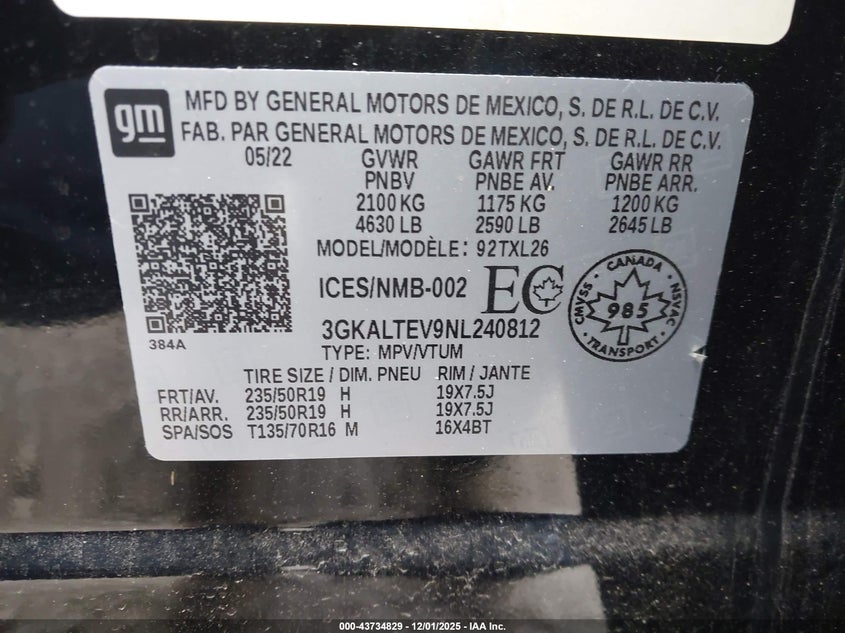 gm
MFD BY GENERAL MOTORS DE MEXICO, S. DE R.L. DE C.V.
FAB. PAR GENERAL MOTORS DE MEXICO, S. DE R.L. DE C.V.
05/22 GVWR GAWR FRT GAWR RR
PNBV PNBE AV. PNBE ARR.
2100 KG 1175 KG 1200 KG
4630 LB 2590 LB 2645 LB
MODEL/MODÈLE: 92TXL26
ICES/NMB-002 EC
CANADA
CMVSS 985 NSVAC
384A
3GKALTEV9NL240812
TYPE: MPV/VTUM
TIRE SIZE / DIM. PNEU RIM / JANTE
FRT/AV. 235/50R19 H 19X7.5J
RR/ARR. 235/50R19 H 19X7.5J
SPA/SOS T135/70R16 M 16X4BT
000-43734829 - 12/01/2025 - IAA Inc.